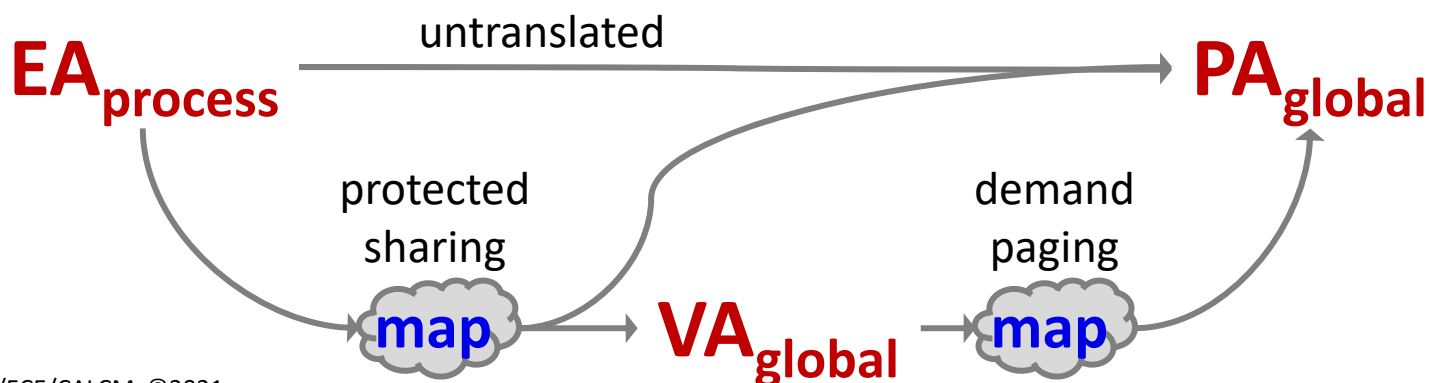 untranslated
EAprocess
PAglobal
protected
sharing
demand
paging
map
VAglobal
map